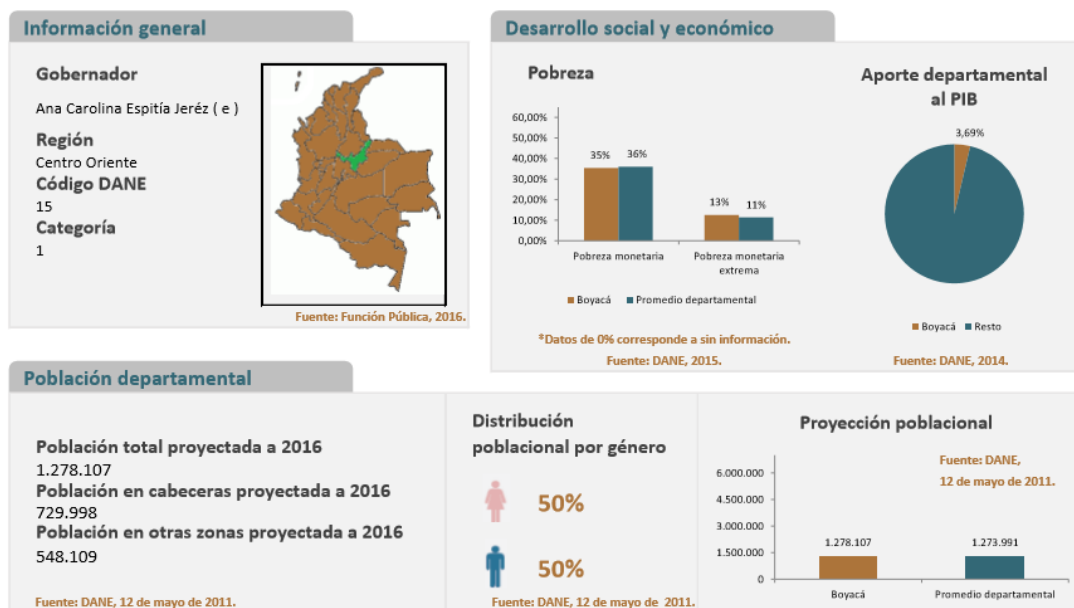 Información general
Gobernador
Ana Carolina Espitía Jeréz ( e )
Región
Centro Oriente
Código DANE
15
Categoría
1
Fuente: Función Pública, 2016.
Desarrollo social y económico
Pobreza
60,00%
50,00%
40,00%
30,00%
20,00%
10,00%
0,00%
35%
36%
13%
11%
Pobreza monetaria
Pobreza monetaria
extrema
Boyacá
Promedio departamental
*Datos de 0% corresponde a sin información.
Fuente: DANE, 2015.
Aporte departamental
al PIB
3,69%
Boyacá
Resto
Fuente: DANE, 2014.
Población departamental
Población total proyectada a 2016
1.278.107
Población en cabeceras proyectada a 2016
729.998
Población en otras zonas proyectada a 2016
548.109
Fuente: DANE, 12 de mayo de 2011.
Distribución
poblacional por género
50%
50%
Fuente: DANE, 12 de mayo de 2011.
Proyección poblacional
Fuente: DANE,
12 de mayo de 2011.
6.000.000
4.500.000
3.000.000
1.500.000
0
1.278.107
1.273.991
Boyacá
Promedio departamental